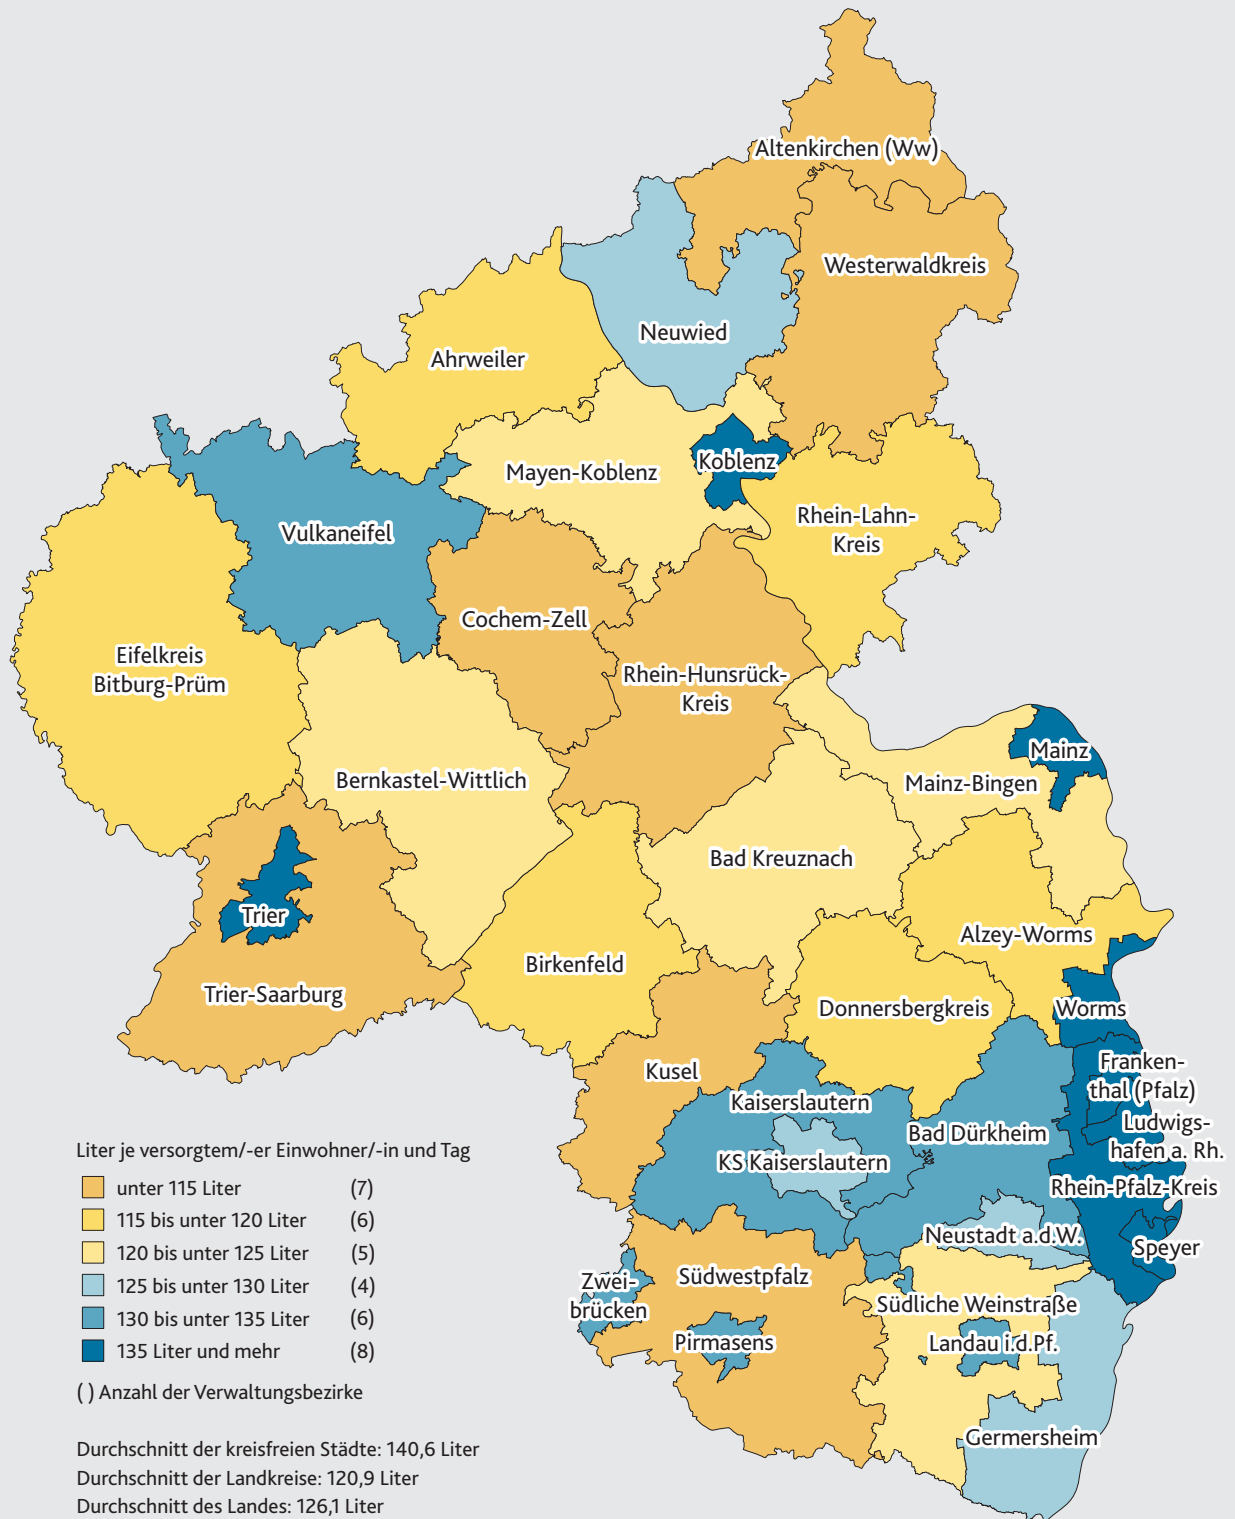 Altenkirchen (Ww)
Westerwaldkreis
Neuwied
Ahrweiler
Koblenz
Mayen-Koblenz
Rhein-Lahn-
Kreis
Vulkaneifel
Cochem-Zell
Eifelkreis
Bitburg-Prüm
Rhein-Hunsrück-
Kreis
Mainz
Bernkastel-Wittlich
Mainz-Bingen
Bad Kreuznach
Trier
Alzey-Worms
Birkenfeld
Trier-Saarburg
Donnersbergkreis
Worms
Kusel
Franken-
thal (Pfalz)
Kaiserslautern
Ludwigs-
hafen a. Rh.
Bad Dürkheim
KS Kaiserslautern
Rhein-Pfalz-Kreis
Neustadt a.d.W.
Speyer
Zwei-
brücken
Südwestpfalz
Südliche Weinstraße
Pirmasens
Landau i.d.Pf.
Germersheim
Liter je versorgtem/-er Einwohner/-in und Tag
unter 115 Liter (7)
115 bis unter 120 Liter (6)
120 bis unter 125 Liter (5)
125 bis unter 130 Liter (4)
130 bis unter 135 Liter (6)
135 Liter und mehr (8)
( ) Anzahl der Verwaltungsbezirke
Durchschnitt der kreisfreien Städte: 140,6 Liter
Durchschnitt der Landkreise: 120,9 Liter
Durchschnitt des Landes: 126,1 Liter